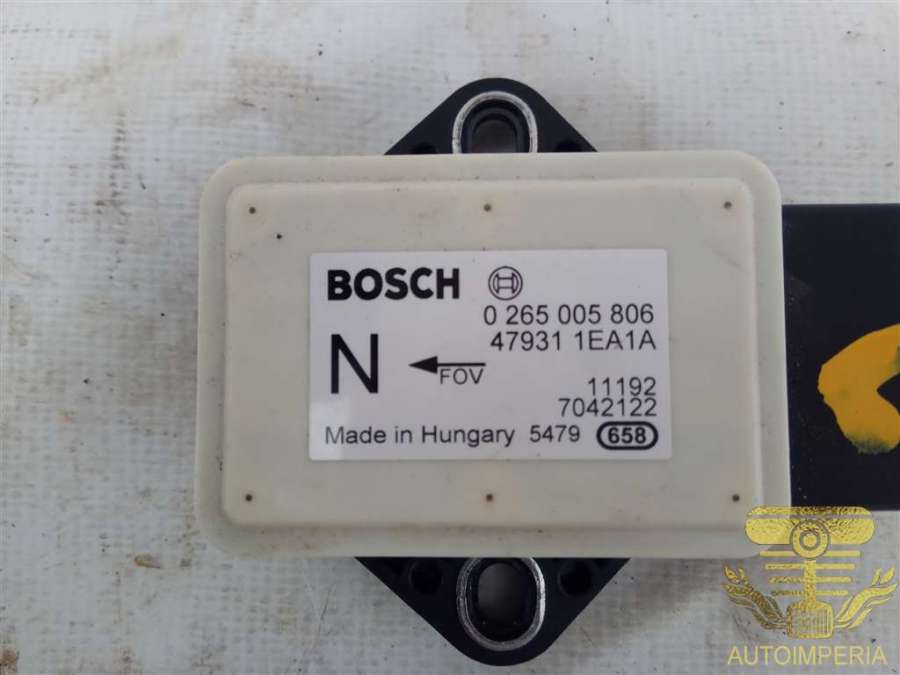 BOSCH
0 265 005 806
47931 1EA1A
N
FOV
11192
7042122
Made in Hungary 5479 658
AUTOIMPERIA